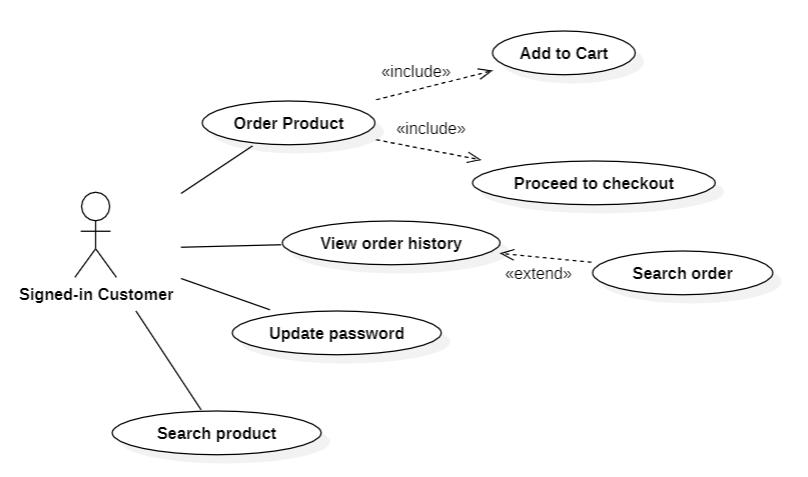 Add to Cart
«include»
Order Product
«include»
Proceed to checkout
View order history
Search order
«extend»
Signed-in Customer
Update password
Search product